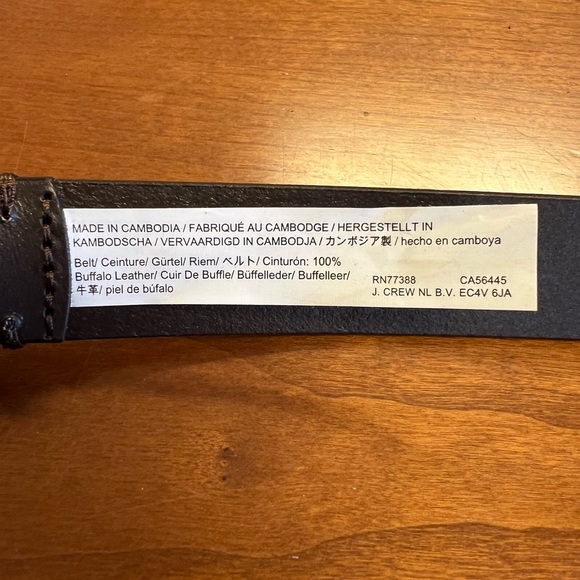 MADE IN CAMBODIA / FABRIQUÉ AU CAMBODGE / HERGESTELLT IN
KAMBODSCHA / VERVAARDIGD IN CAMBODJA / カンボジア製 / hecho en camboya
Belt/ Ceinture/ Gürtel/ Riem/ ベルト/ Cinturón: 100%
Buffalo Leather/ Cuir De Buffle/ Büffelleder/ Buffelleer/
牛革/ piel de búfalo
RN77388 CA56445
J. CREW NL B.V. EC4V 6JA